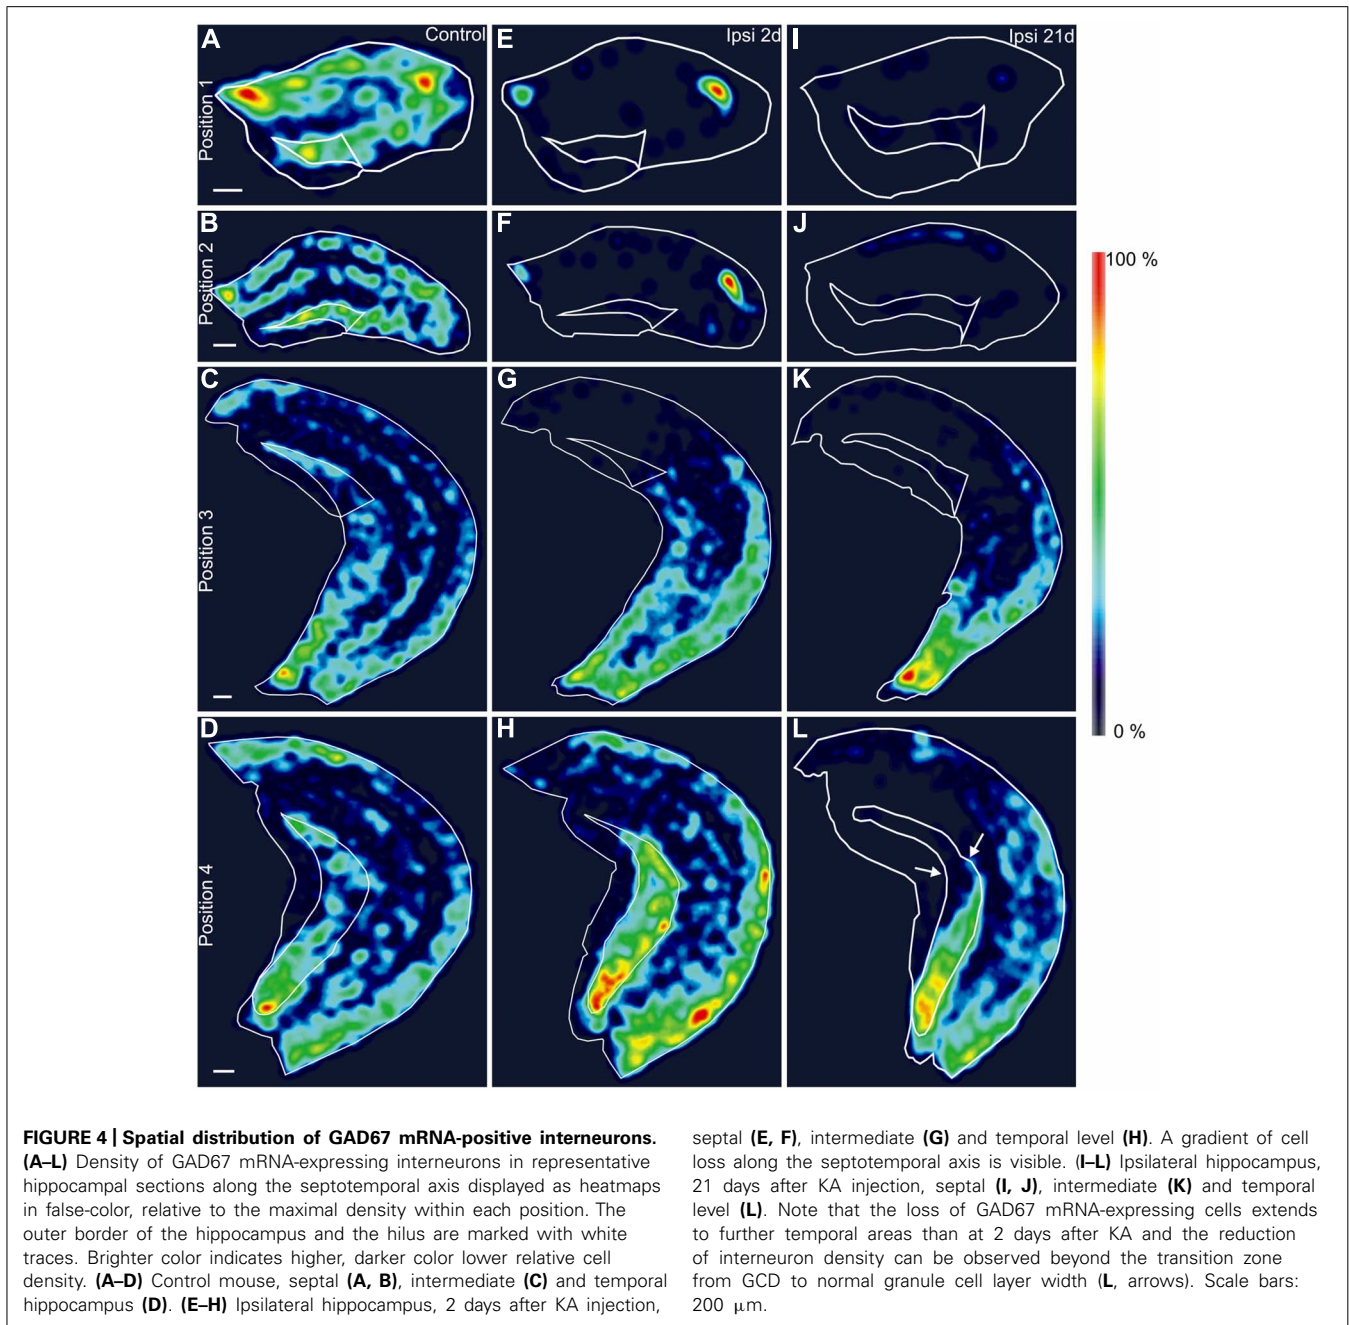 A
Control
E
Ipsi 2d
I
Ipsi 21d
Position 1
B
F
J
Position 2
100 %
C
G
K
Position 3
0 %
D
H
L
Position 4
FIGURE 4 | Spatial distribution of GAD67 mRNA-positive interneurons.
(A–L) Density of GAD67 mRNA-expressing interneurons in representative
hippocampal sections along the septotemporal axis displayed as heatmaps
in false-color, relative to the maximal density within each position. The
outer border of the hippocampus and the hilus are marked with white
traces. Brighter color indicates higher, darker color lower relative cell
density. (A–D) Control mouse, septal (A, B), intermediate (C) and temporal
hippocampus (D). (E–H) Ipsilateral hippocampus, 2 days after KA injection,
septal (E, F), intermediate (G) and temporal level (H). A gradient of cell
loss along the septotemporal axis is visible. (I–L) Ipsilateral hippocampus,
21 days after KA injection, septal (I, J), intermediate (K) and temporal
level (L). Note that the loss of GAD67 mRNA-expressing cells extends
to further temporal areas than at 2 days after KA and the reduction
of interneuron density can be observed beyond the transition zone
from GCD to normal granule cell layer width (L, arrows). Scale bars:
200 μm.